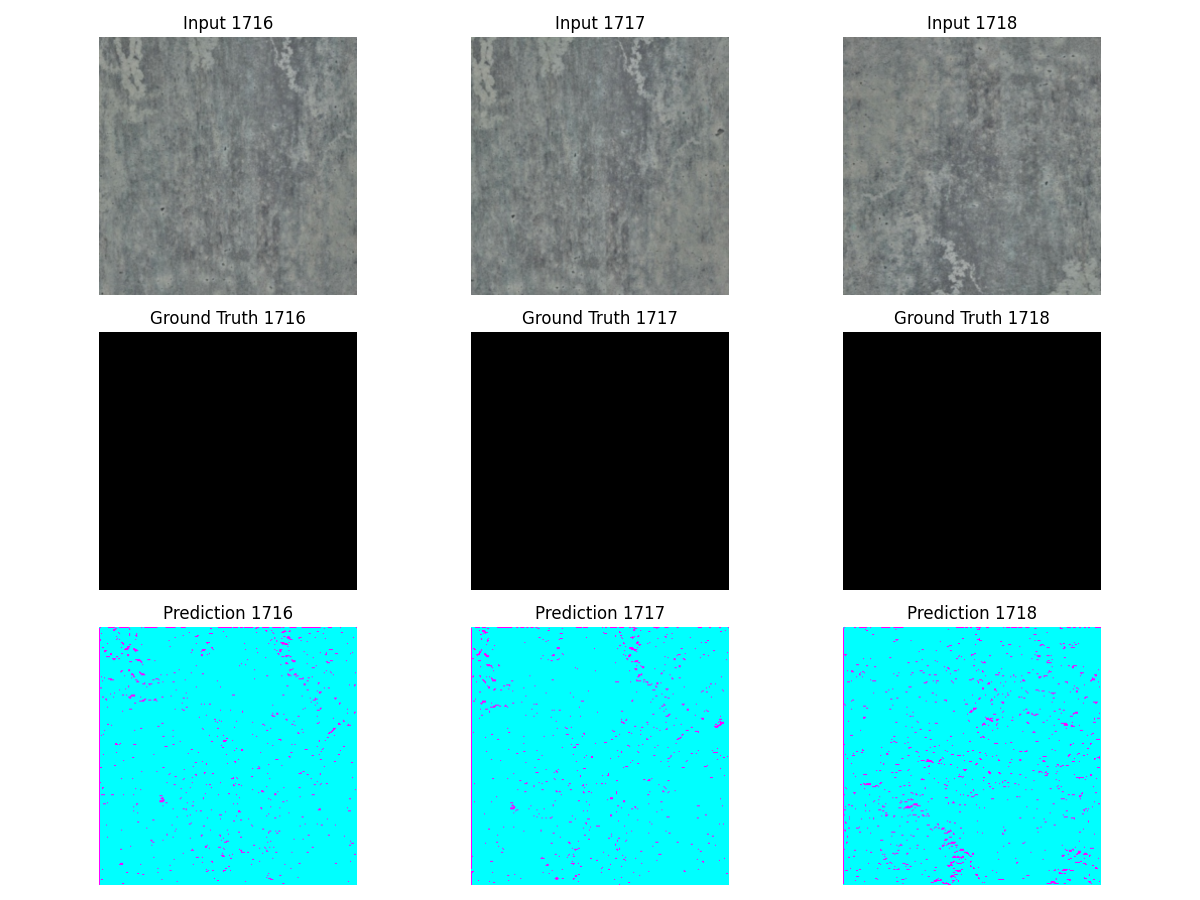 Input 1716
Input 1717
Input 1718
Ground Truth 1716
Ground Truth 1717
Ground Truth 1718
Prediction 1716
Prediction 1717
Prediction 1718